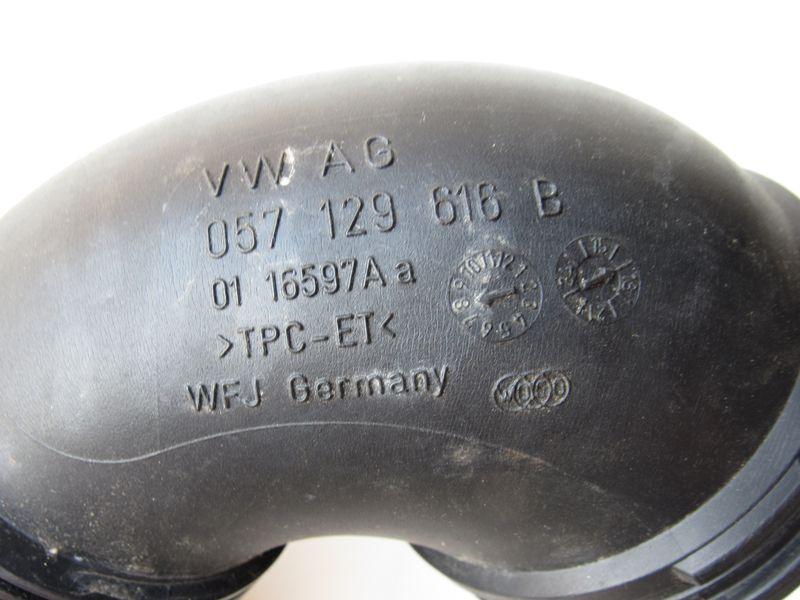 VW AG
057 129 616 B
01 16597A a
>TPC-ET<
WFJ Germany